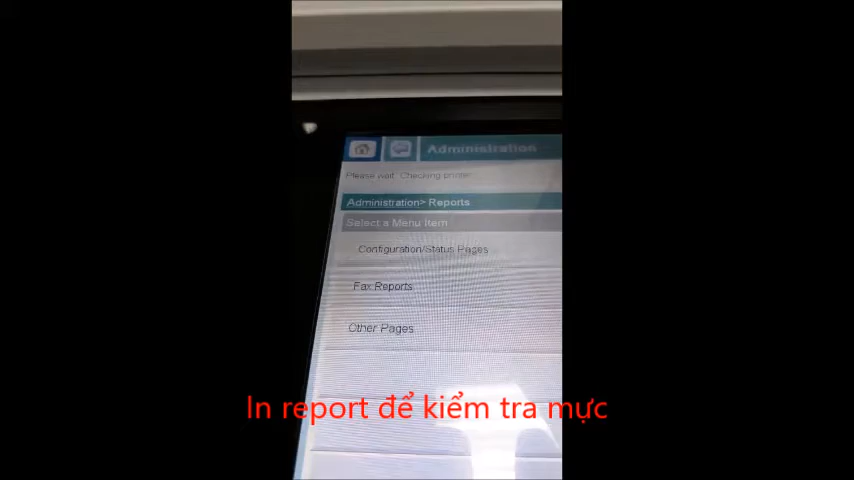 Administration
Please wait. Checking printer
Administration> Reports
Select a Menu Item
Configuration/Status Pages
Fax Reports
Other Pages
In report để kiểm tra mực